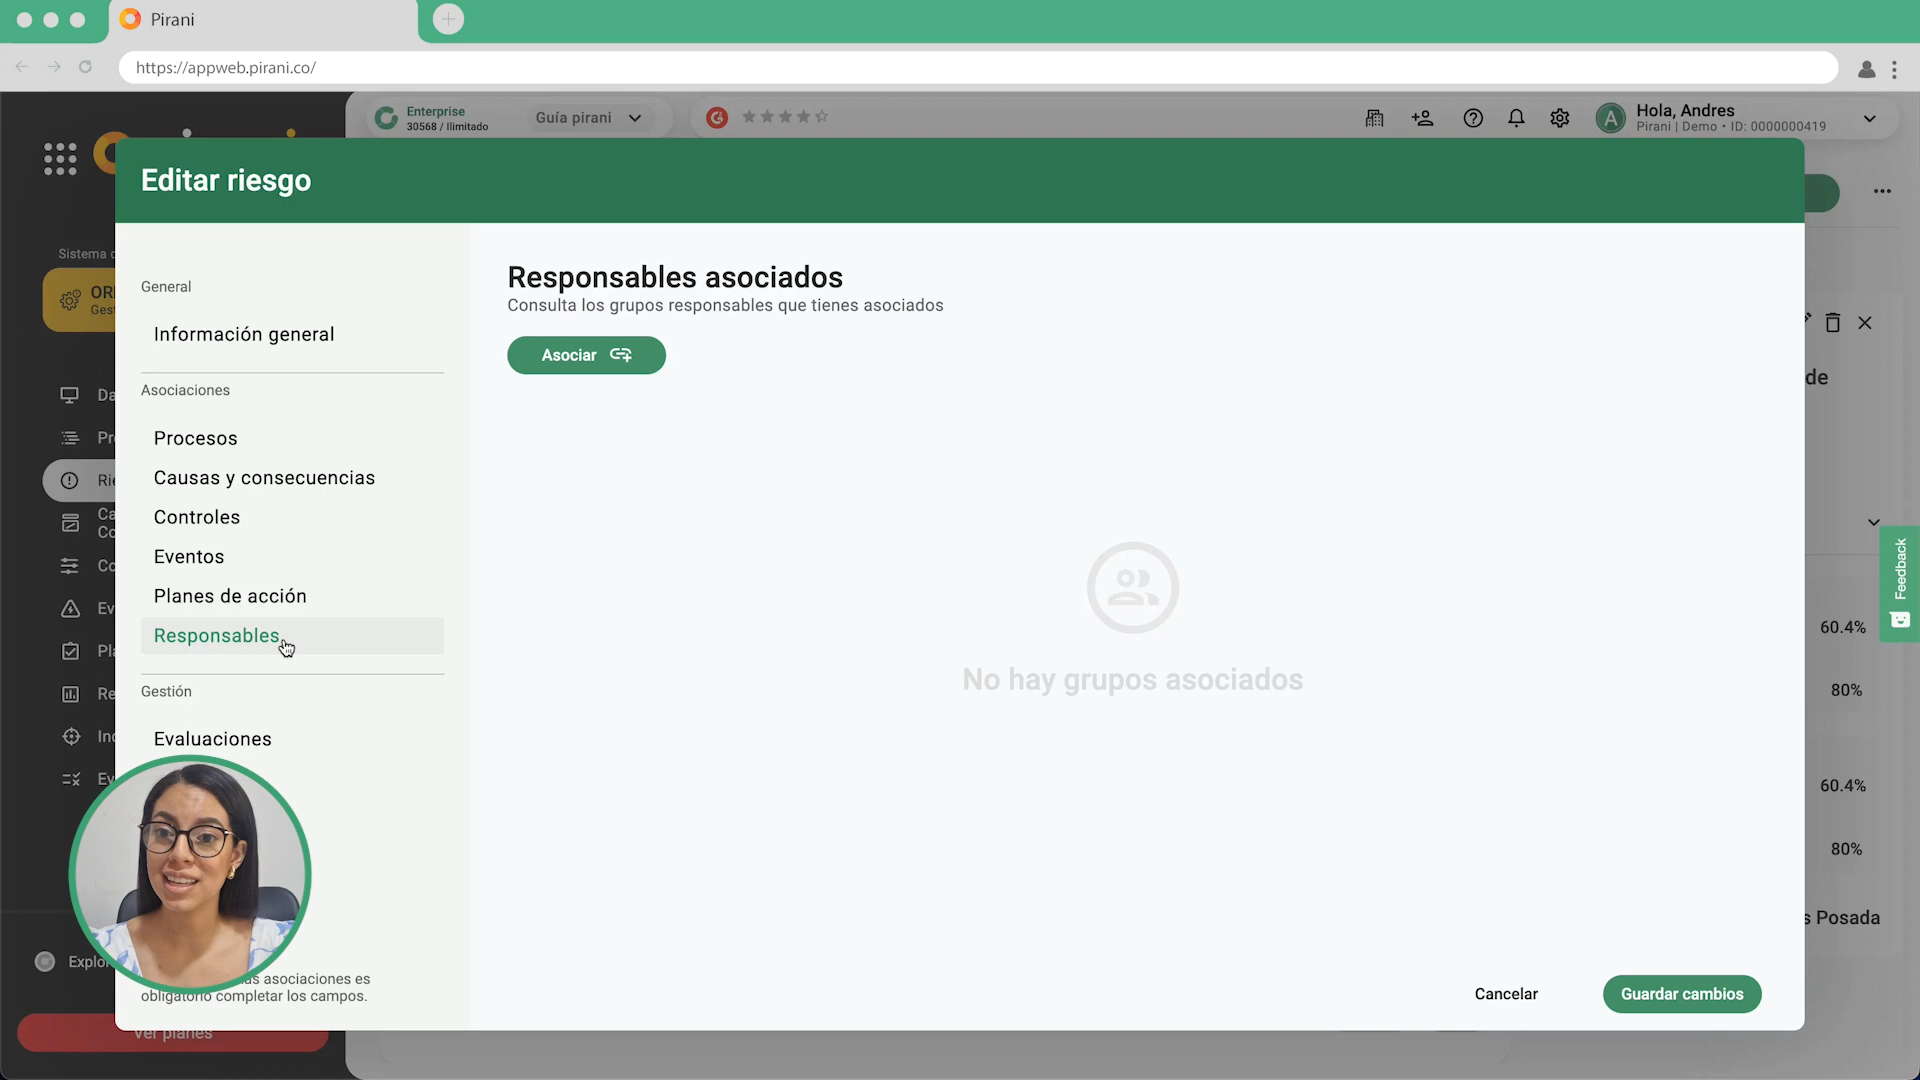 Pirani
https://appweb.pirani.co/
Enterprise
30568 / Ilimitado
Guía pirani
Hola, Andres
Pirani | Demo • ID: 0000000419
A
Editar riesgo
Sistema
General
Información general
Asociaciones
Procesos
Causas y consecuencias
Controles
Eventos
Planes de acción
Responsables
Gestión
Evaluaciones
asociaciones es
obligatorio completar los campos.
Responsables asociados
Consulta los grupos responsables que tienes asociados
Asociar
No hay grupos asociados
Cancelar
Guardar cambios
de
60.4%
80%
60.4%
80%
Posada
Feedback
Ver planes